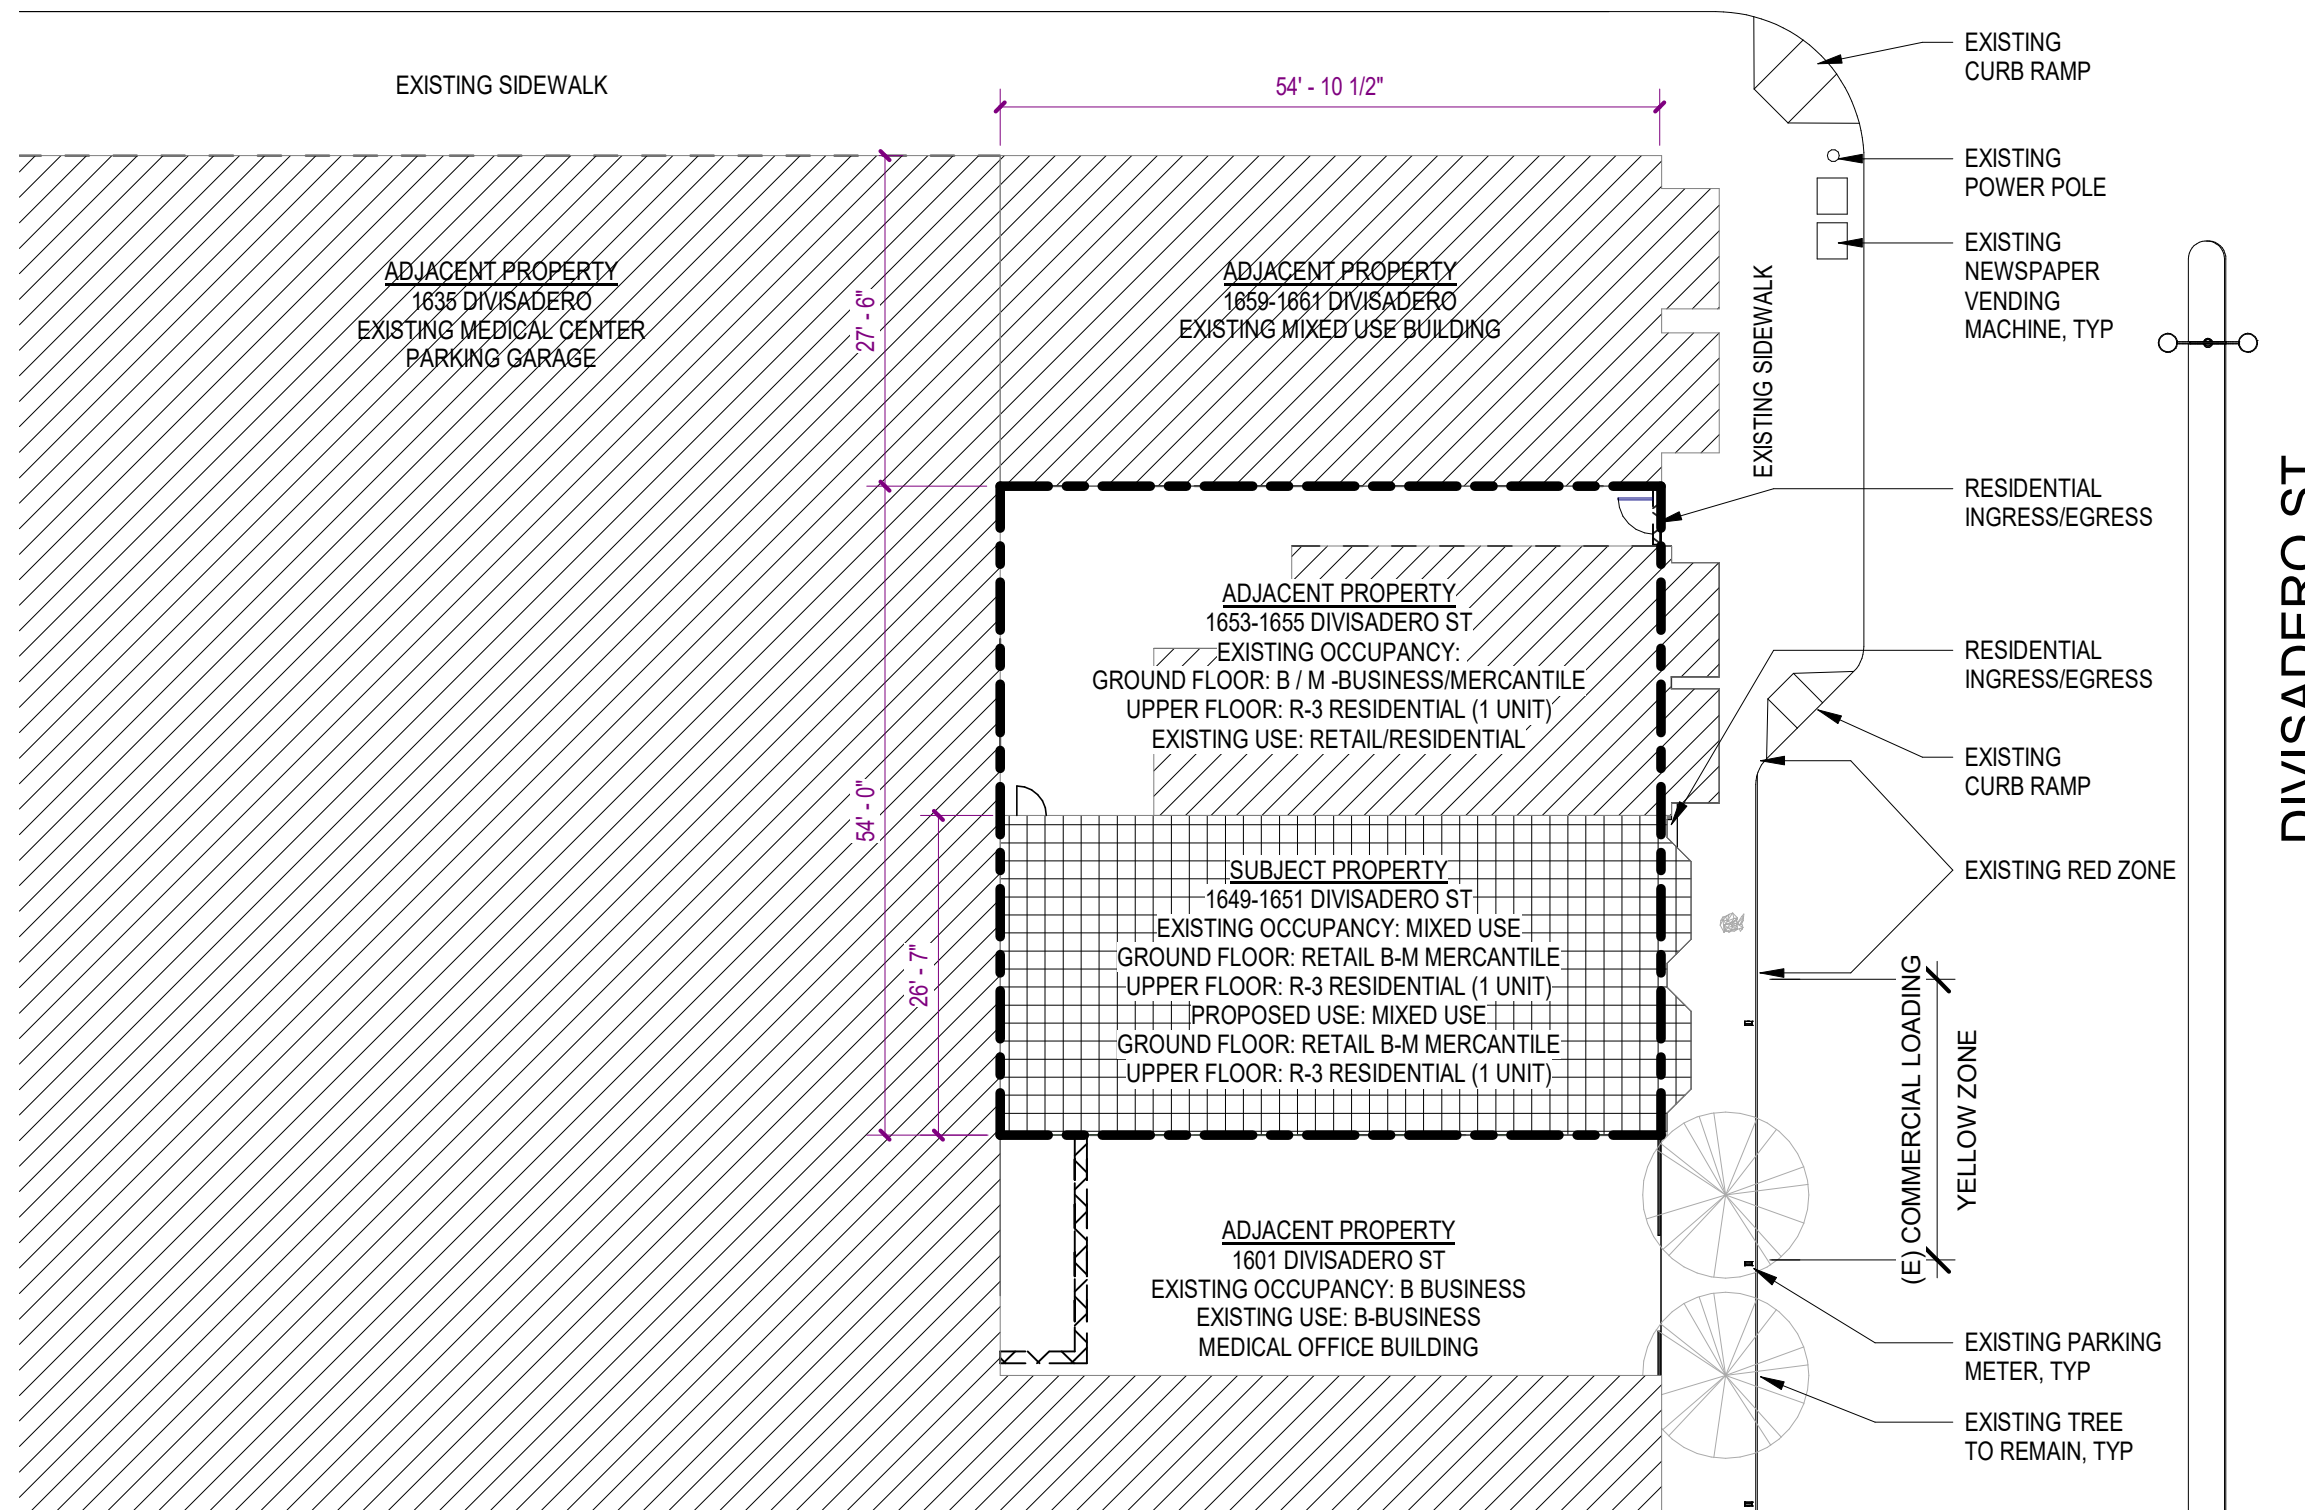 EXISTING SIDEWALK
54' - 10 1/2"
EXISTING
CURB RAMP
EXISTING
POWER POLE
EXISTING
NEWSPAPER
VENDING
MACHINE, TYP
ADJACENT PROPERTY
1635 DIVISADERO
EXISTING MEDICAL CENTER
PARKING GARAGE
27' - 6"
ADJACENT PROPERTY
1659-1661 DIVISADERO
EXISTING MIXED USE BUILDING
EXISTING SIDEWALK
RESIDENTIAL
INGRESS/EGRESS
DIVISADERO ST
ADJACENT PROPERTY
1653-1655 DIVISADERO ST
EXISTING OCCUPANCY:
GROUND FLOOR: B / M -BUSINESS/MERCANTILE
UPPER FLOOR: R-3 RESIDENTIAL (1 UNIT)
EXISTING USE: RETAIL/RESIDENTIAL
RESIDENTIAL
INGRESS/EGRESS
EXISTING
CURB RAMP
54' - 0"
EXISTING RED ZONE
26' - 7"
SUBJECT PROPERTY
1649-1651 DIVISADERO ST
EXISTING OCCUPANCY: MIXED USE
GROUND FLOOR: RETAIL B-M MERCANTILE
UPPER FLOOR: R-3 RESIDENTIAL (1 UNIT)
PROPOSED USE: MIXED USE
GROUND FLOOR: RETAIL B-M MERCANTILE
UPPER FLOOR: R-3 RESIDENTIAL (1 UNIT)
(E) COMMERCIAL LOADING
YELLOW ZONE
ADJACENT PROPERTY
1601 DIVISADERO ST
EXISTING OCCUPANCY: B BUSINESS
EXISTING USE: B-BUSINESS
MEDICAL OFFICE BUILDING
EXISTING PARKING
METER, TYP
EXISTING TREE
TO REMAIN, TYP